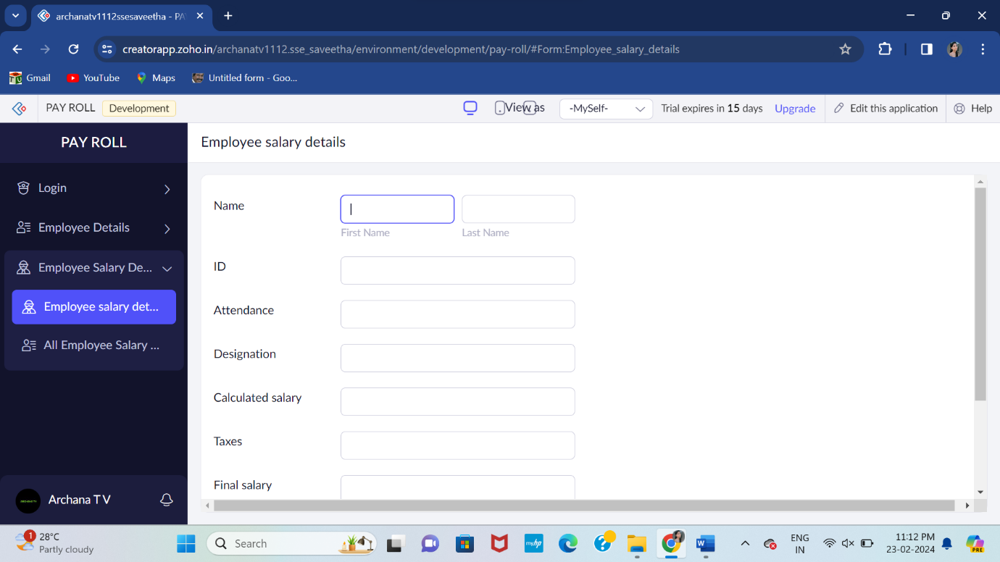 archanatv1112ssesaveetha - PA
creatorapp.zoho.in/archanatv1112.sse_saveetha/environment/development/pay-roll/#Form:Employee_salary_details
Gmail YouTube Maps Untitled form - Goo...
PAY ROLL Development View as -MySelf- Trial expires in 15 days Upgrade Edit this application Help
PAY ROLL
Login
Employee Details
Employee Salary De...
Employee salary det...
All Employee Salary ...
Archana T V
Employee salary details
Name
First Name Last Name
ID
Attendance
Designation
Calculated salary
Taxes
Final salary
1
28°C
Partly cloudy
Search
myhp
W
ENG
IN
11:12 PM
23-02-2024
PRE